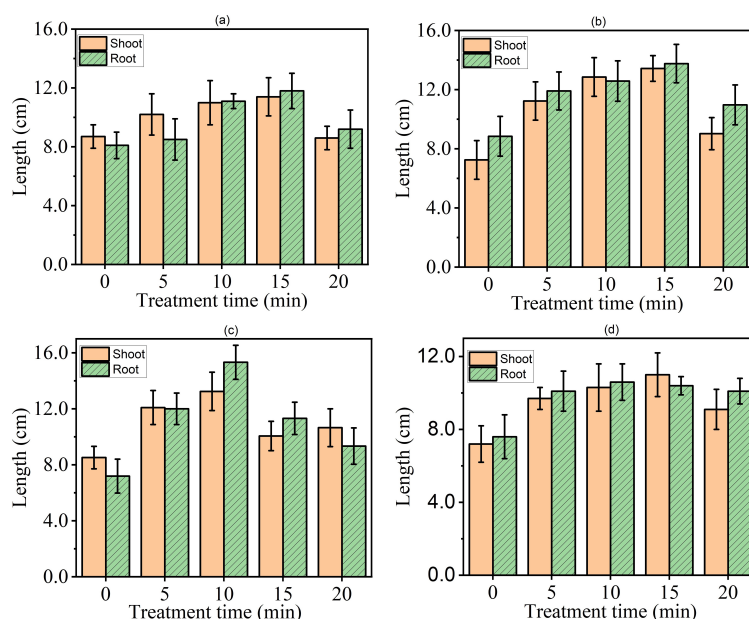 (a)
Shoot
Root
16.0
12.0
8.0
4.0
0.0
Length (cm)
0 5 10 15 20
Treatment time (min)
(b)
Shoot
Root
16.0
12.0
8.0
4.0
0.0
Length (cm)
0 5 10 15 20
Treatment time (min)
(c)
Shoot
Root
16.0
12.0
8.0
4.0
0.0
Length (cm)
0 5 10 15 20
Treatment time (min)
(d)
Shoot
Root
12.0
8.0
4.0
0.0
Length (cm)
0 5 10 15 20
Treatment time (min)